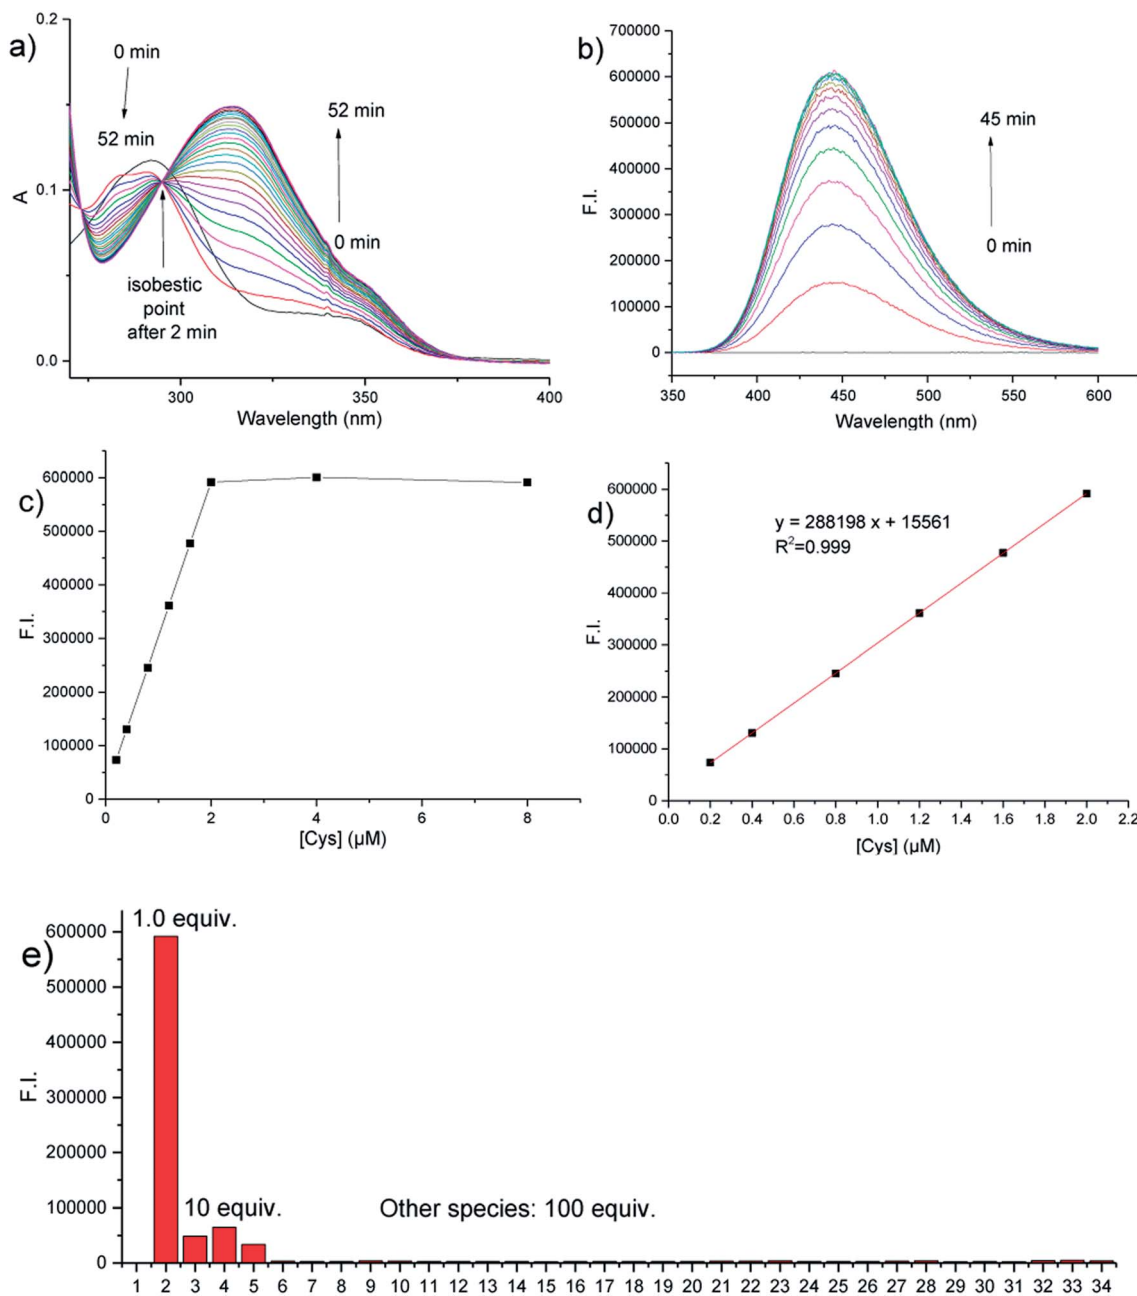 a)
0.2
0.1
0.0
A
0 min
52 min
52 min
0 min
isobestic
point
after 2 min
300 350 400
Wavelength (nm)
b)
700000
600000
500000
400000
300000
200000
100000
0
F.I.
45 min
0 min
350 400 450 500 550 600
Wavelength (nm)
c)
600000
500000
400000
300000
200000
100000
0
F.I.
0 2 4 6 8
[Cys] (µM)
d)
600000
500000
400000
300000
200000
100000
0
F.I.
y = 288198 x + 15561
R²=0.999
0.0 0.2 0.4 0.6 0.8 1.0 1.2 1.4 1.6 1.8 2.0 2.2
[Cys] (µM)
e)
600000
500000
400000
300000
200000
100000
0
F.I.
1.0 equiv.
10 equiv.
Other species: 100 equiv.
1 2 3 4 5 6 7 8 9 10 11 12 13 14 15 16 17 18 19 20 21 22 23 24 25 26 27 28 29 30 31 32 33 34